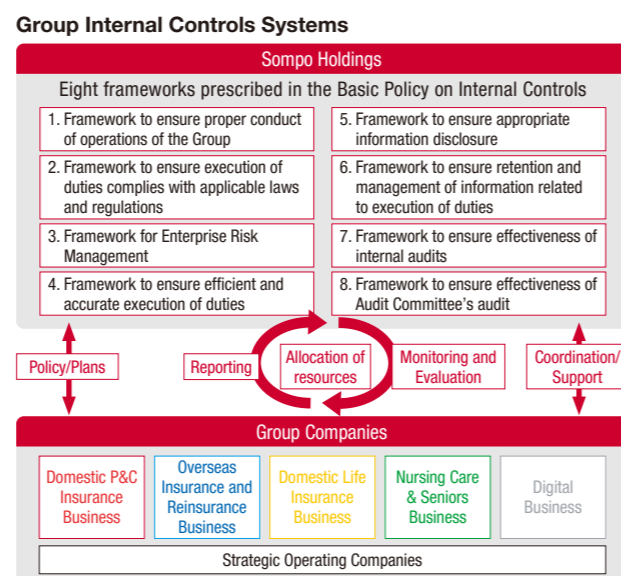 Group Internal Controls Systems
Sompo Holdings
Eight frameworks prescribed in the Basic Policy on Internal Controls
1. Framework to ensure proper conduct
of operations of the Group
2. Framework to ensure execution of
duties complies with applicable laws
and regulations
3. Framework for Enterprise Risk
Management
4. Framework to ensure efficient and
accurate execution of duties
5. Framework to ensure appropriate
information disclosure
6. Framework to ensure retention and
management of information related
to execution of duties
7. Framework to ensure effectiveness of
internal audits
8. Framework to ensure effectiveness of
Audit Committee's audit
Policy/Plans
Reporting
Allocation of
resources
Monitoring and
Evaluation
Coordination/
Support
Group Companies
Domestic P&C
Insurance
Business
Overseas
Insurance and
Reinsurance
Business
Domestic Life
Insurance
Business
Nursing Care
& Seniors
Business
Digital
Business
Strategic Operating Companies